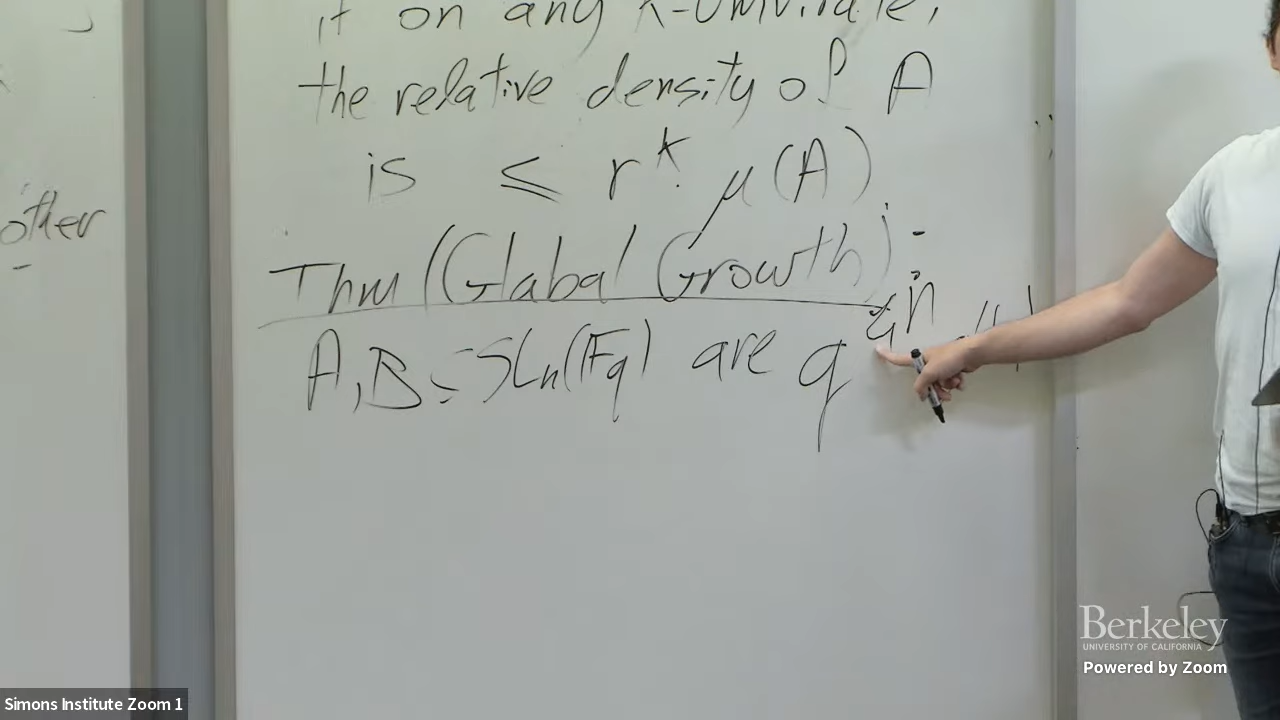 it on any k-umvirate,
the relative density of A
is ≤ r^k · μ(A)
other
Thm (Global Growth):
A, B ⊆ SLn(Fq) are q
Berkeley
UNIVERSITY OF CALIFORNIA
Powered by Zoom
Simons Institute Zoom 1